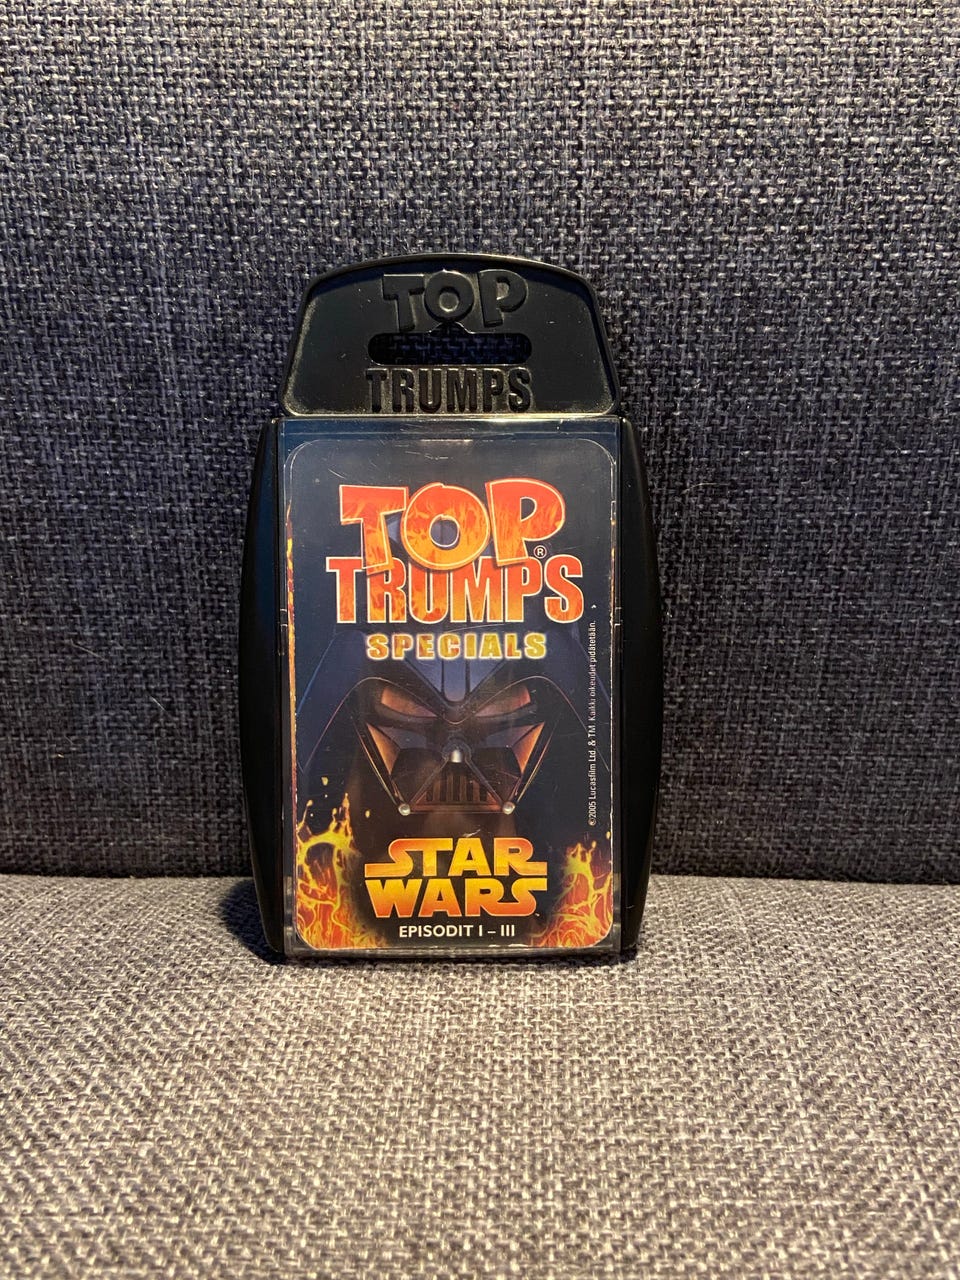 TOP
TRUMPS
TOP
TRUMPS
SPECIALS
©2005 Lucasfilm Ltd. & TM. Kaikki oikeudet pidätetään.
STAR
WARS
EPISODIT I – III